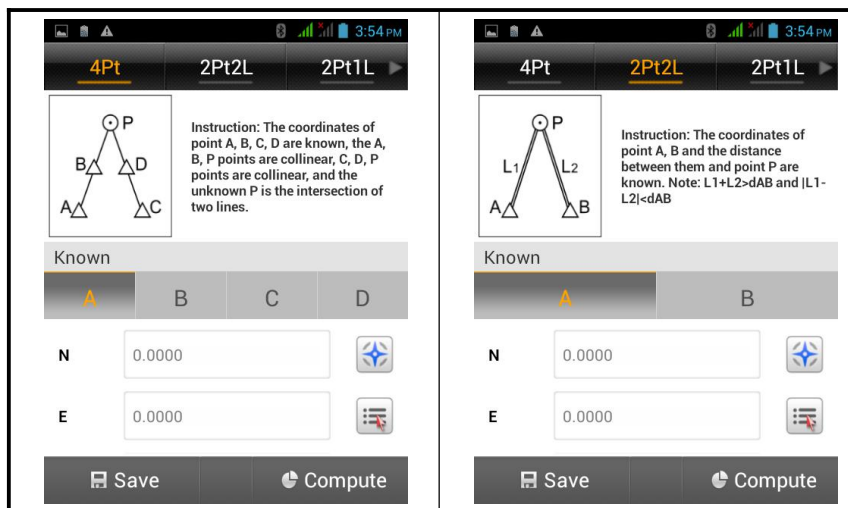 3:54 PM
4Pt 2Pt2L 2Pt1L
P
B D
A C
Instruction: The coordinates of
point A, B, C, D are known, the A,
B, P points are collinear, C, D, P
points are collinear, and the
unknown P is the intersection of
two lines.
Known
A B C D
N 0.0000
E 0.0000
Save Compute
3:54 PM
4Pt 2Pt2L 2Pt1L
P
L1 L2
A B
Instruction: The coordinates of
point A, B and the distance
between them and point P are
known. Note: L1+L2>dAB and |L1-
L2|<dAB
Known
A B
N 0.0000
E 0.0000
Save Compute